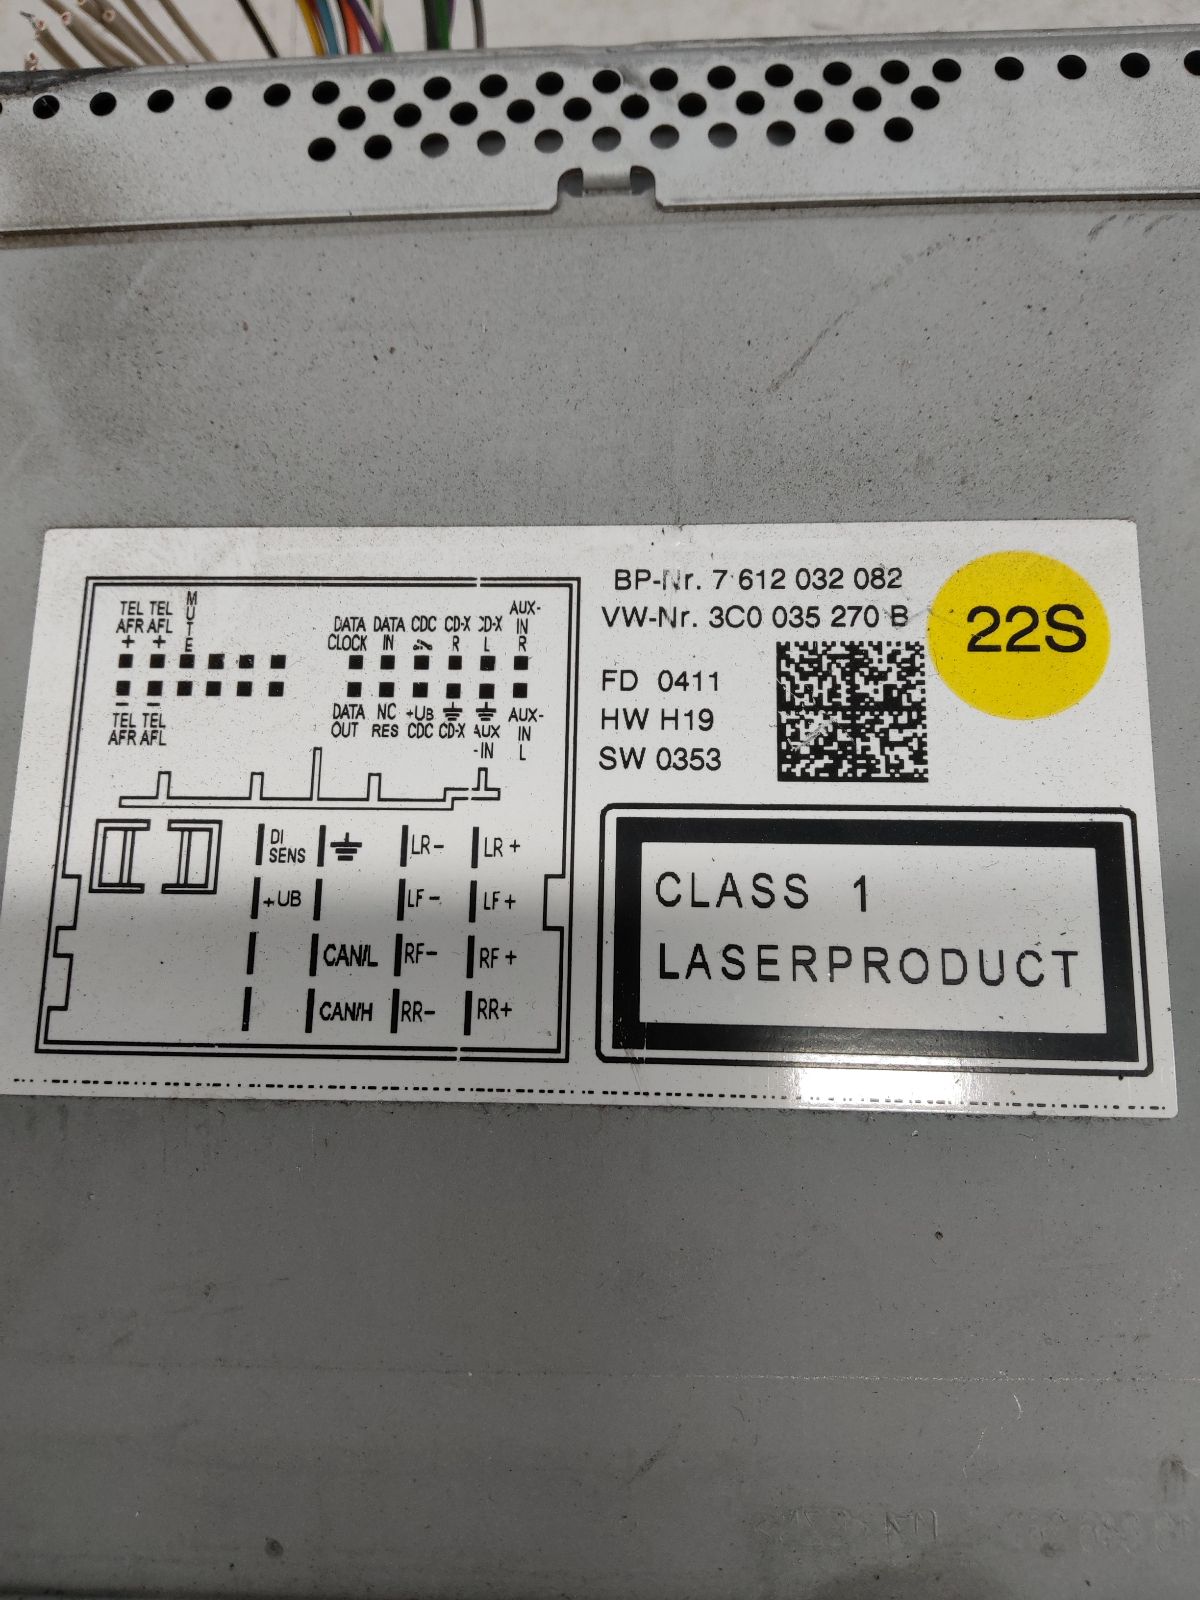 BP-Nr. 7 612 032 082
VW-Nr. 3C0 035 270 B
22S
FD 0411
HW H19
SW 0353
CLASS 1
LASERPRODUCT
TEL TEL MUTE
AFR AFL
+ +
DATA DATA CDC CD-X CD-X AUX-
CLOCK IN R L IN
R
- -
TEL TEL
AFR AFL
DATA NC +UB AUX-
OUT RES CDC CD-X AUX IN
-IN L
DI SENS LR- LR+
+UB LF- LF+
CAN/L RF- RF+
CAN/H RR- RR+